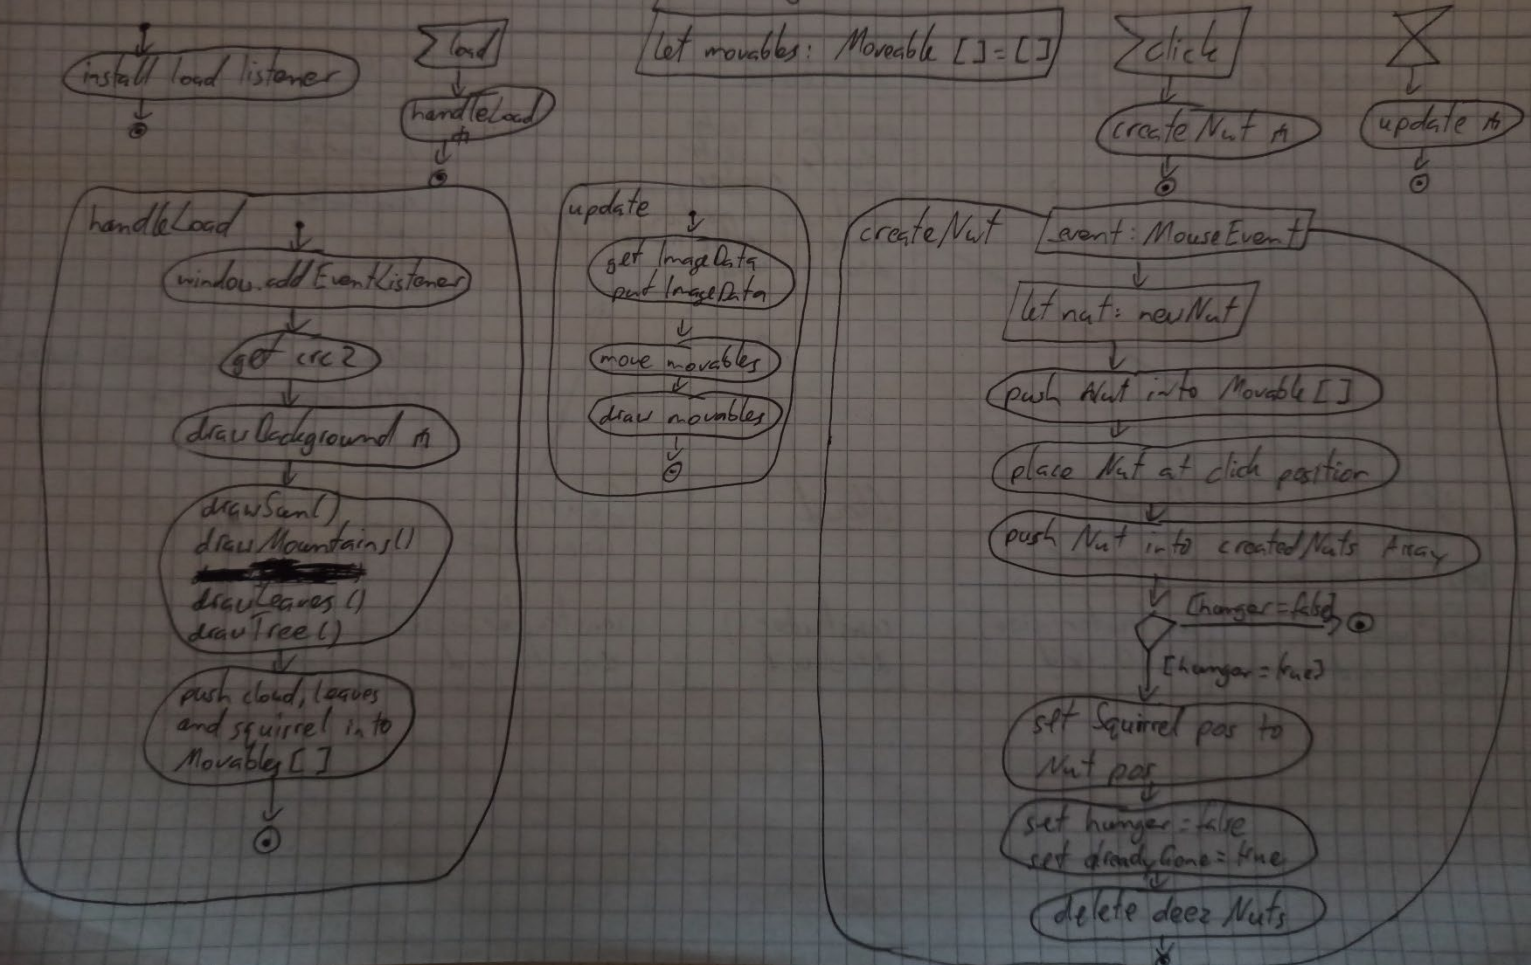 install load listener
load
handleLoad
let movables: Moveable [] = []
click
createNut
update
handleLoad
window.addEventListener
get crc2
drawBackground
drawSun()
drawMountains()
drawLeaves()
drawTree()
push cloud, leaves
and squirrel into
Movables[]
update
get ImageData
put ImageData
move movables
draw movables
createNut
_event: MouseEvent
let nut: newNut
push Nut into Movable[]
place Nut at click position
push Nut into createdNuts Array
[hunger=false]
[hunger=true]
set Squirrel pos to
Nut pos
set hunger=false
set alreadyGone=true
delete deez Nuts